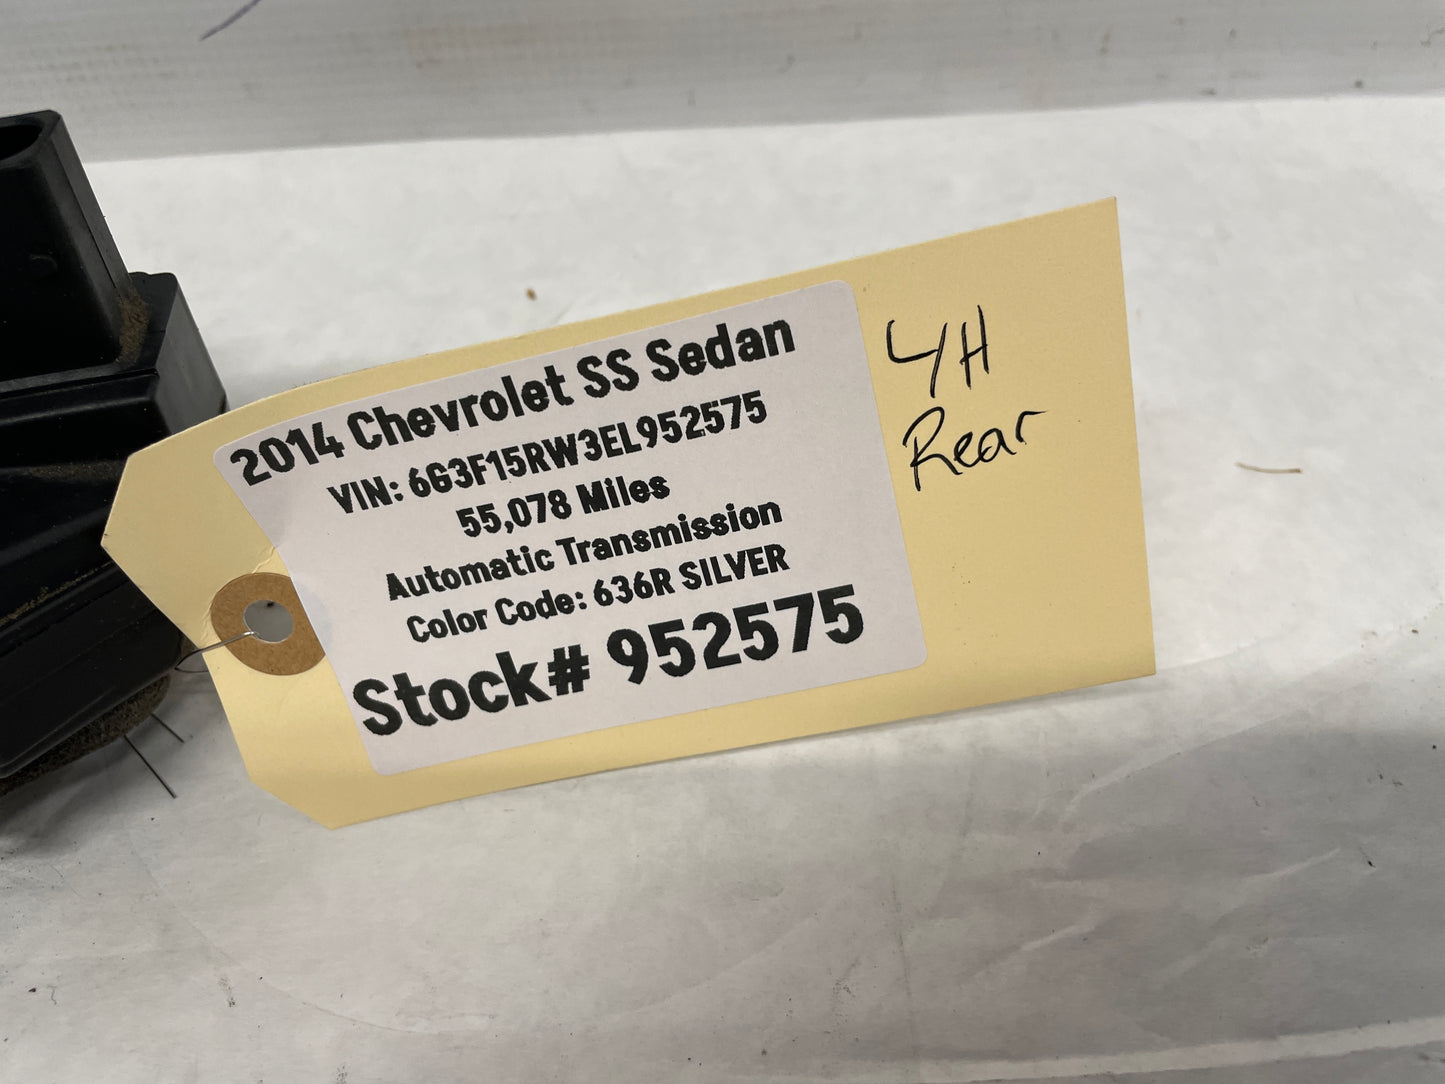 2014 Chevrolet SS Sedan
VIN: 6G3F15RW3EL952575
55,078 Miles
Automatic Transmission
Color Code: 636R SILVER
Stock# 952575
LH
Rear